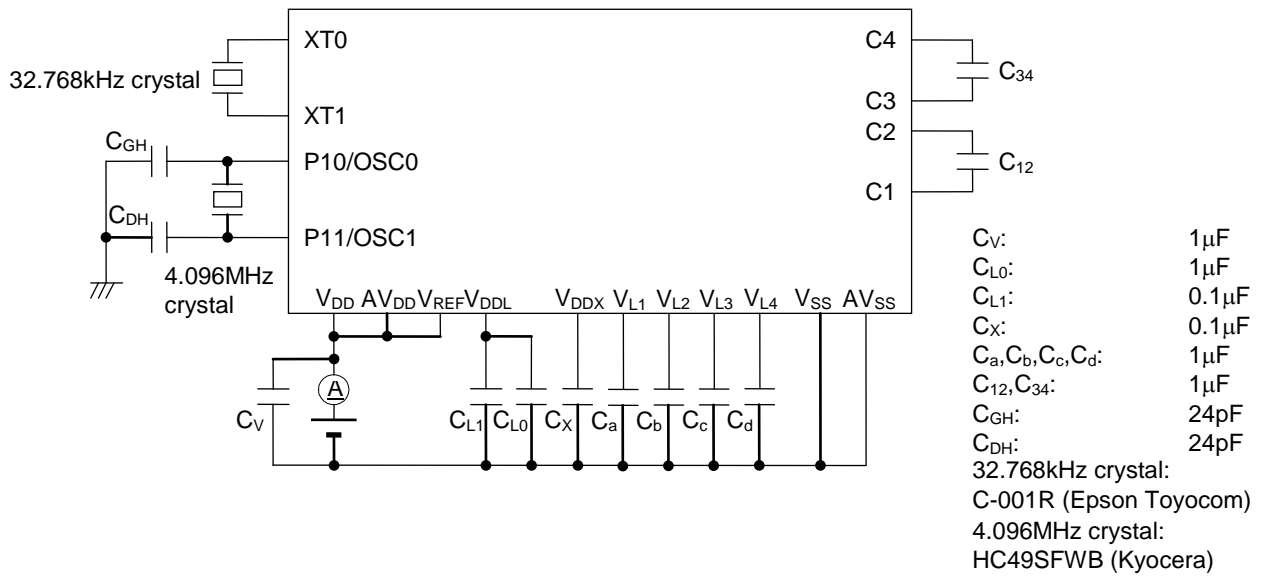 XT0
C4
32.768kHz crystal
C34
XT1
C3
C2
CGH
P10/OSC0
C12
C1
CDH
P11/OSC1
4.096MHz
crystal
VDD AVDD VREF VDDL VDDX VL1 VL2 VL3 VL4 VSS AVSS
A
CV CL1 CL0 CX Ca Cb Cc Cd
CV: 1μF
CL0: 1μF
CL1: 0.1μF
CX: 0.1μF
Ca,Cb,Cc,Cd: 1μF
C12,C34: 1μF
CGH: 24pF
CDH: 24pF
32.768kHz crystal:
C-001R (Epson Toyocom)
4.096MHz crystal:
HC49SFWB (Kyocera)